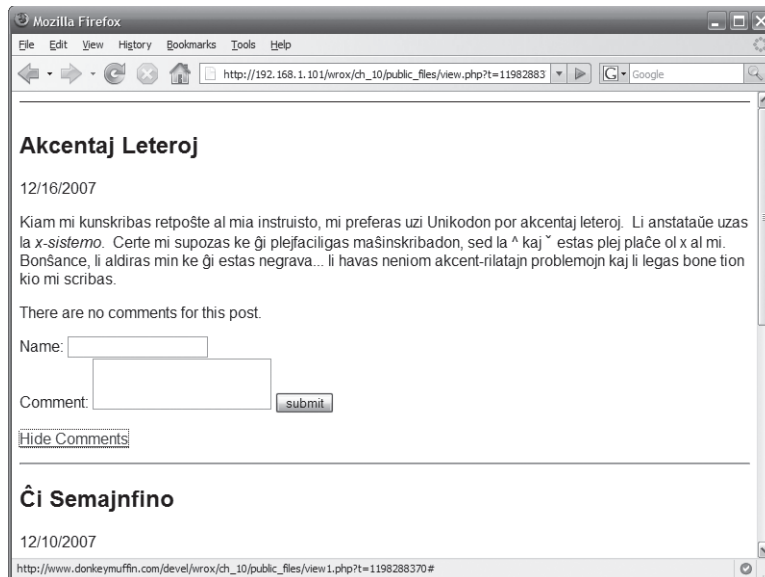 Mozilla Firefox
File Edit View History Bookmarks Tools Help
http://192.168.1.101/wrox/ch_10/public_files/view.php?t=11982883 G Google
Akcentaj Leteroj
12/16/2007
Kiam mi kunskribas retpoŝte al mia instruisto, mi preferas uzi Unikodon por akcentaj leteroj. Li anstataŭe uzas
la x-sistemo. Certe mi supozas ke ĝi plejfaciligas maŝinskribadon, sed la ^ kaj ˇ estas plej plaĉe ol x al mi.
Bonŝance, li aldiras min ke ĝi estas negrava... li havas neniom akcent-rilatajn problemojn kaj li legas bone tion
kio mi scribas.
There are no comments for this post.
Name:
Comment: submit
Hide Comments
Ĉi Semajnfino
12/10/2007
http://www.donkeymuffin.com/devel/wrox/ch_10/public_files/view1.php?t=1198288370#